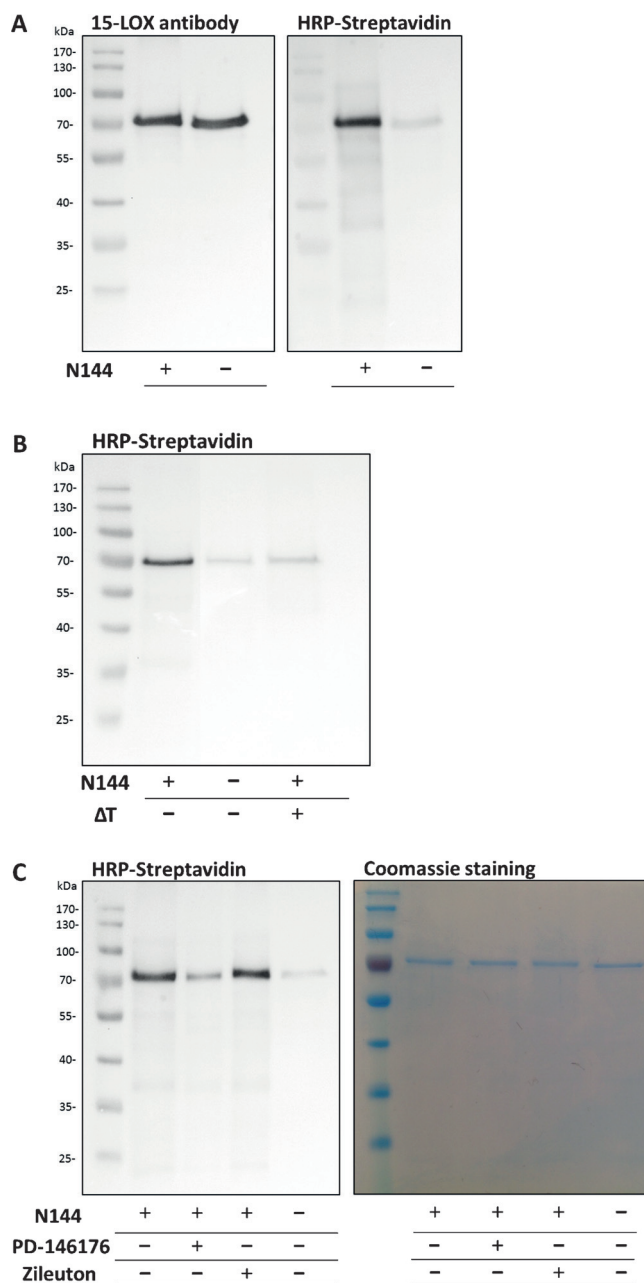 A
15-LOX antibody
HRP-Streptavidin
kDa
170-
130-
100-
70-
55-
40-
35-
25-
N144 + − + −
B
HRP-Streptavidin
kDa
170-
130-
100-
70-
55-
40-
35-
25-
N144 + − +
ΔT − − +
C
HRP-Streptavidin
Coomassie staining
kDa
170-
130-
100-
70-
55-
40-
35-
25-
N144 + + + − + + + −
PD-146176 − + − − − + − −
Zileuton − − + − − − + −